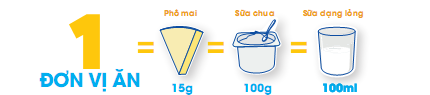 1
ĐƠN VỊ ĂN
=
Phô mai
15g
=
Sữa chua
100g
=
Sữa dạng lỏng
100ml